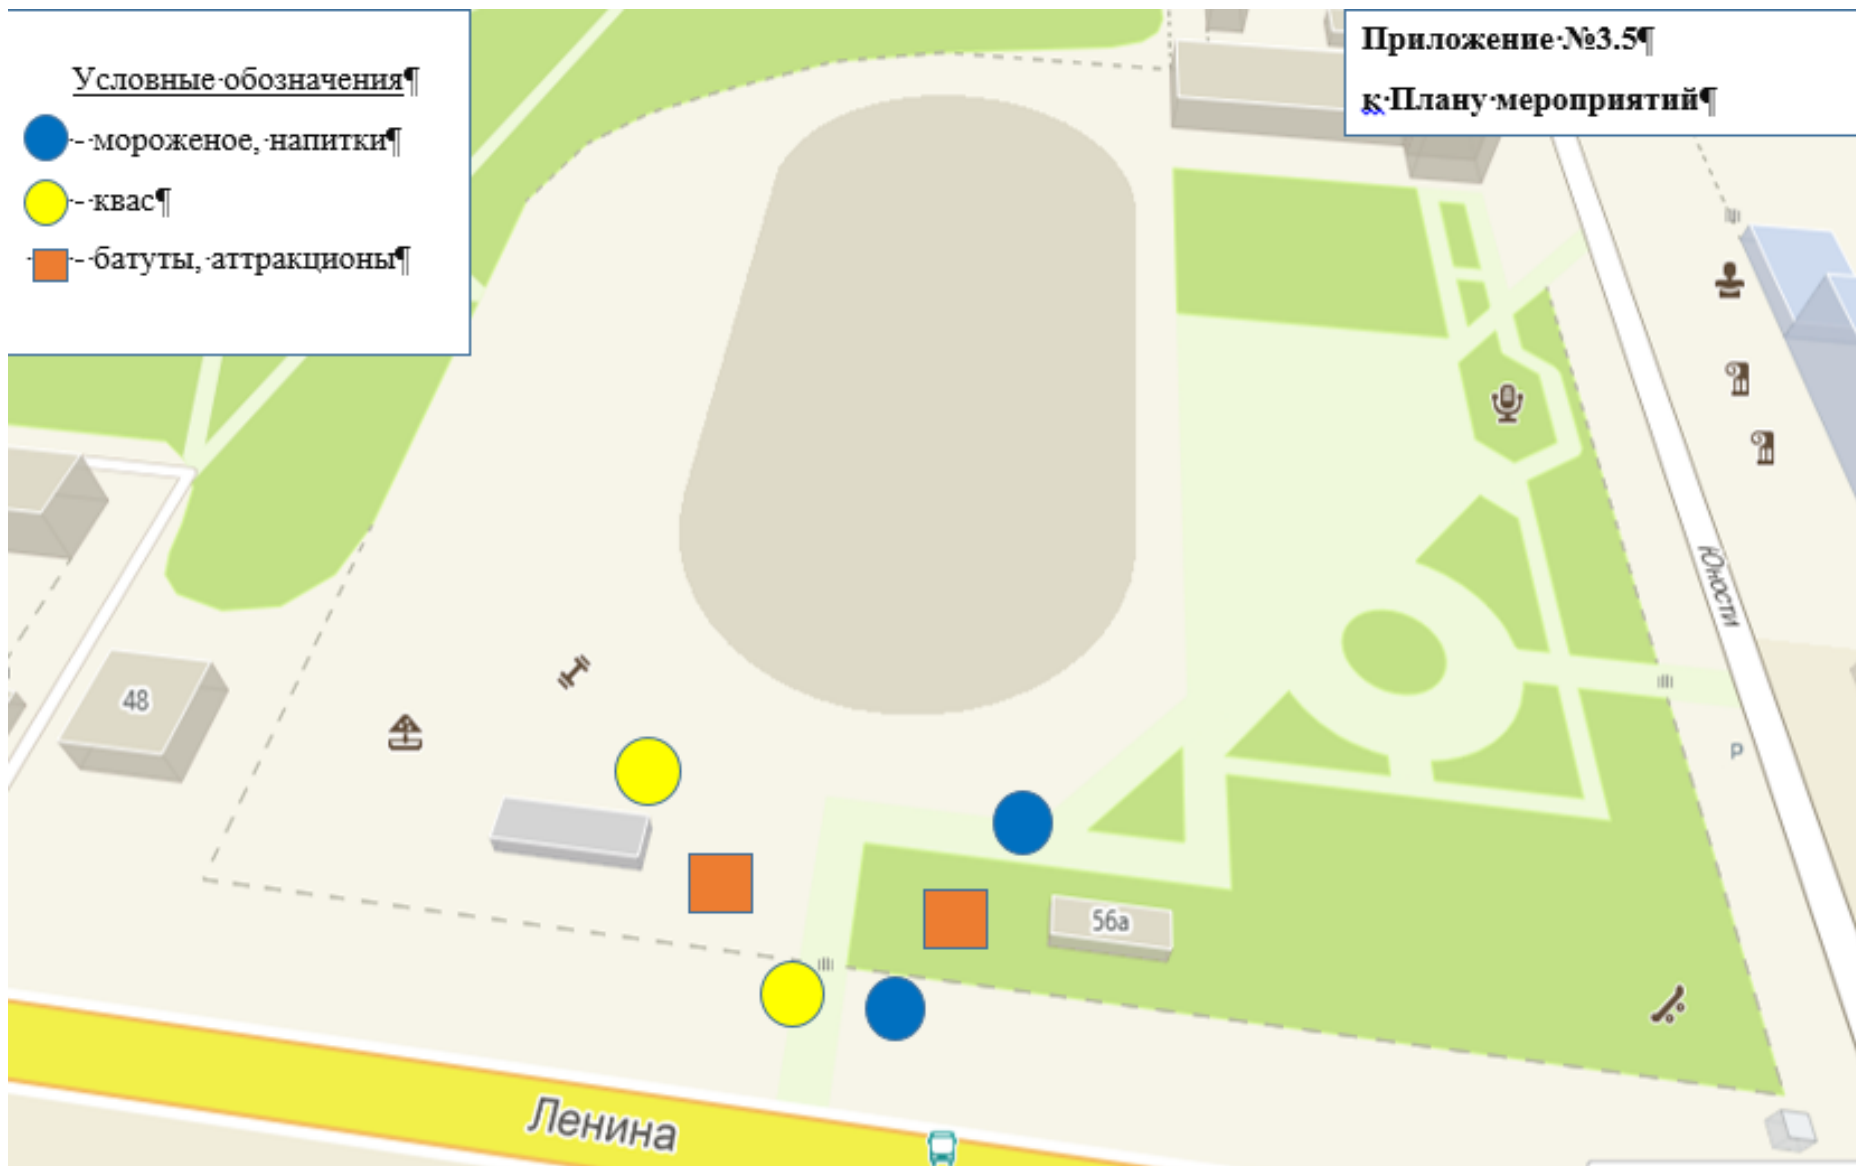 Условные·обозначения¶
·-·мороженое,·напитки¶
·-·квас¶
·-·батуты,·аттракционы¶
Приложение·№3.5¶
к·Плану·мероприятий¶
Юности
48
P
56а
Ленина